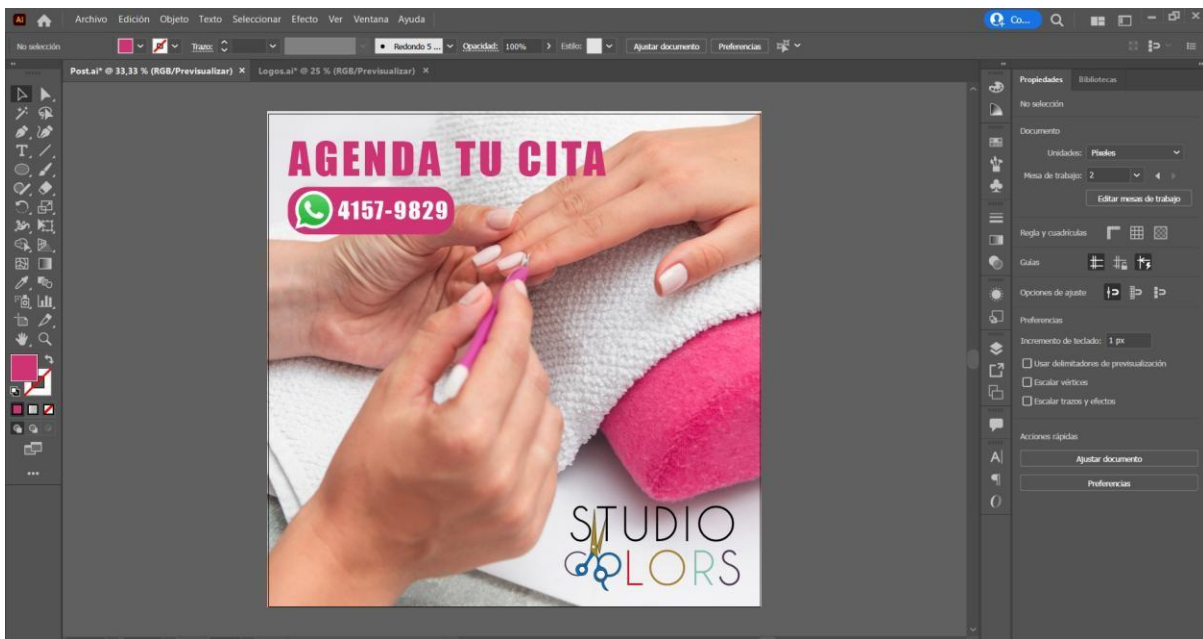 Ai Archivo Edición Objeto Texto Seleccionar Efecto Ver Ventana Ayuda Co...
No selección Trazo: Redondo 5 ... Opacidad: 100% Estilo: Ajustar documento Preferencias
Post.ai* @ 33,33 % (RGB/Previsualizar) × Logos.ai* @ 25 % (RGB/Previsualizar) ×
AGENDA TU CITA
4157-9829
STUDIO
COLORS
Propiedades Bibliotecas
No selección
Documento
Unidades: Píxeles
Mesa de trabajo: 2
Editar mesas de trabajo
Regla y cuadrículas
Guías
Opciones de ajuste
Preferencias
Incremento de teclado: 1 px
Usar delimitadores de previsualización
Escalar vértices
Escalar trazos y efectos
Acciones rápidas
Ajustar documento
Preferencias